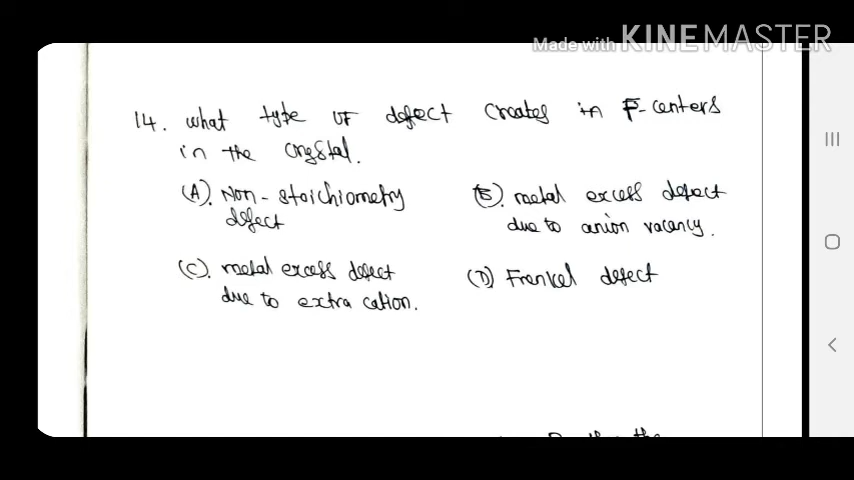 Made with KINEMASTER
14. what type of defect creates in F-centers
in the crystal.
(A). Non-stoichiometry
defect
(B). metal excess defect
due to anion vacancy.
(C). metal excess defect
due to extra cation.
(D) Frenkel defect